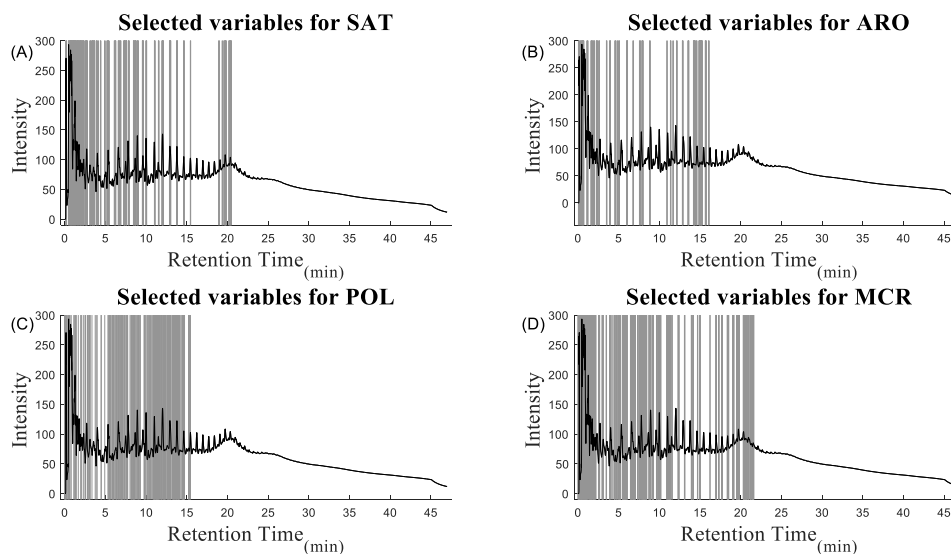 Selected variables for SAT
(A)
300
250
200
150
100
50
0
Intensity
0 5 10 15 20 25 30 35 40 45
Retention Time(min)
Selected variables for ARO
(B)
300
250
200
150
100
50
0
Intensity
0 5 10 15 20 25 30 35 40 45
Retention Time(min)
Selected variables for POL
(C)
300
250
200
150
100
50
0
Intensity
0 5 10 15 20 25 30 35 40 45
Retention Time(min)
Selected variables for MCR
(D)
300
250
200
150
100
50
0
Intensity
0 5 10 15 20 25 30 35 40 45
Retention Time(min)